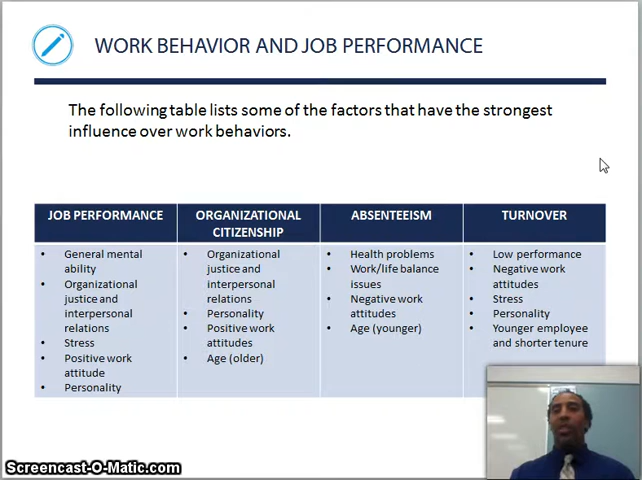 WORK BEHAVIOR AND JOB PERFORMANCE
The following table lists some of the factors that have the strongest
influence over work behaviors.
JOB PERFORMANCE
• General mental
ability
• Organizational
justice and
interpersonal
relations
• Stress
• Positive work
attitude
• Personality
ORGANIZATIONAL
CITIZENSHIP
• Organizational
justice and
interpersonal
relations
• Personality
• Positive work
attitudes
• Age (older)
ABSENTEEISM
• Health problems
• Work/life balance
issues
• Negative work
attitudes
• Age (younger)
TURNOVER
• Low performance
• Negative work
attitudes
• Stress
• Personality
• Younger employee
and shorter tenure
Screencast-O-Matic.com